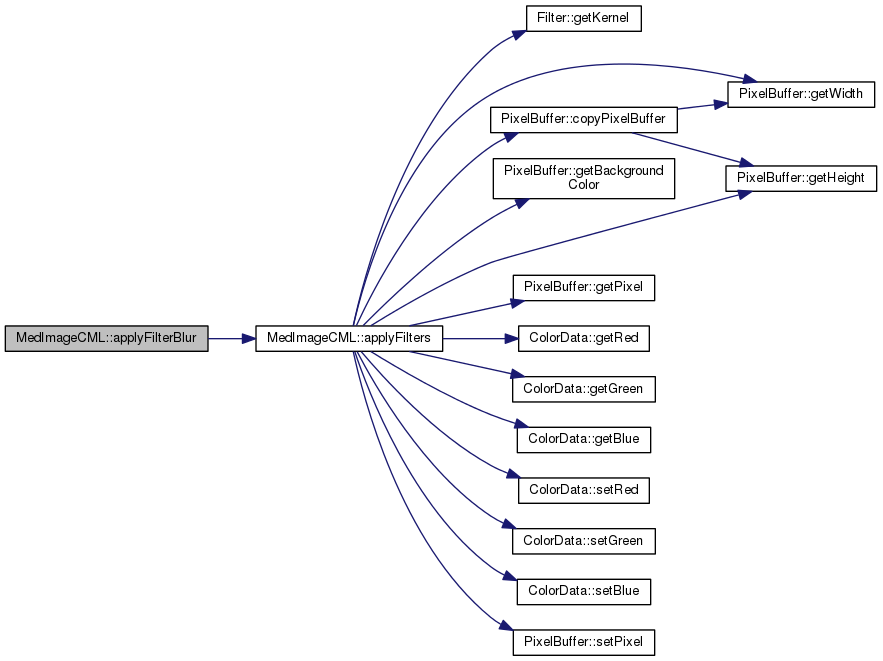 Filter::getKernel
PixelBuffer::getWidth
PixelBuffer::copyPixelBuffer
PixelBuffer::getBackground
Color
PixelBuffer::getHeight
PixelBuffer::getPixel
MedImageCML::applyFilterBlur
MedImageCML::applyFilters
ColorData::getRed
ColorData::getGreen
ColorData::getBlue
ColorData::setRed
ColorData::setGreen
ColorData::setBlue
PixelBuffer::setPixel